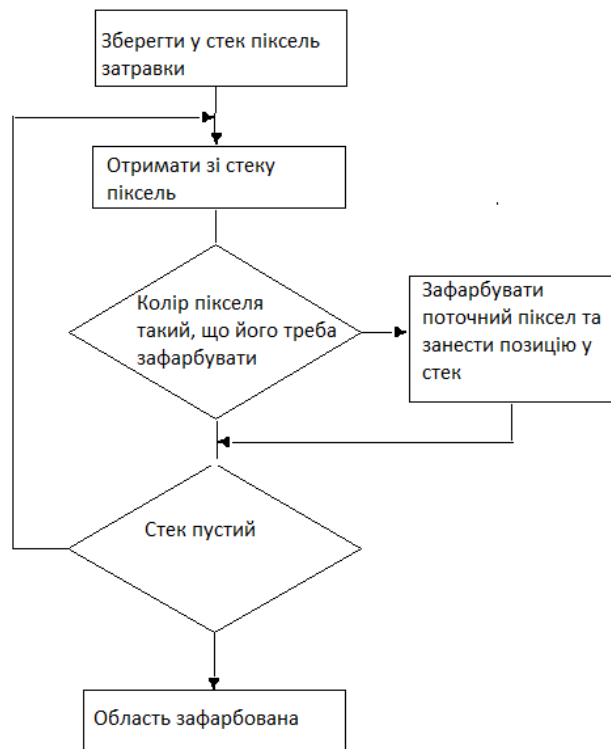 Зберегти у стек піксель
затравки
Отримати зі стеку
піксель
Колір пікселя
такий, що його треба
зафарбувати
Зафарбувати
поточний піксел та
занести позицію у
стек
Стек пустий
Область зафарбована